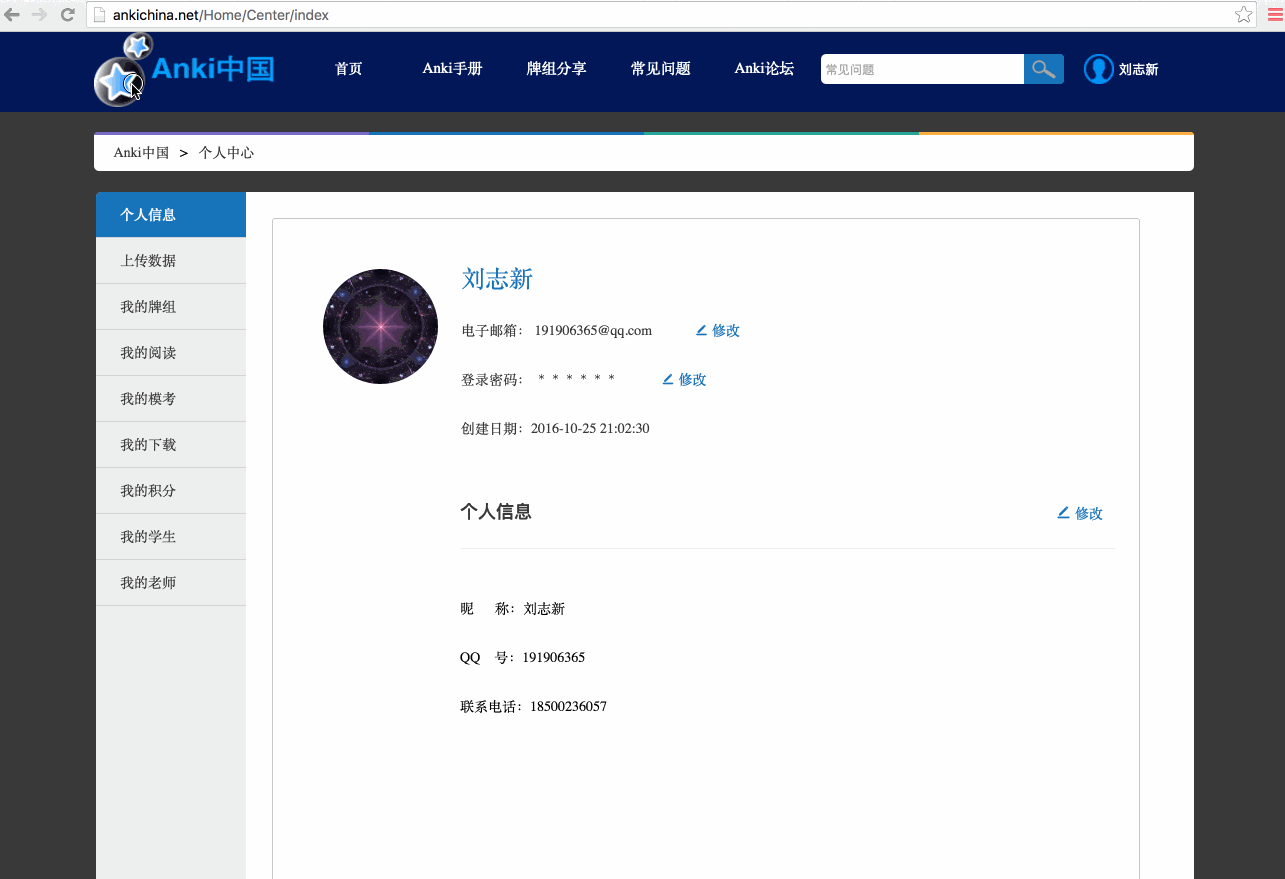 ankichina.net/Home/Center/index
Anki中国 首页 Anki手册 牌组分享 常见问题 Anki论坛 常见问题 刘志新
Anki中国 > 个人中心
个人信息
上传数据
我的牌组
我的阅读
我的模考
我的下载
我的积分
我的学生
我的老师
刘志新
电子邮箱： 191906365@qq.com 修改
登录密码： * * * * * * 修改
创建日期：2016-10-25 21:02:30
个人信息 修改
昵 称：刘志新
QQ 号：191906365
联系电话：18500236057